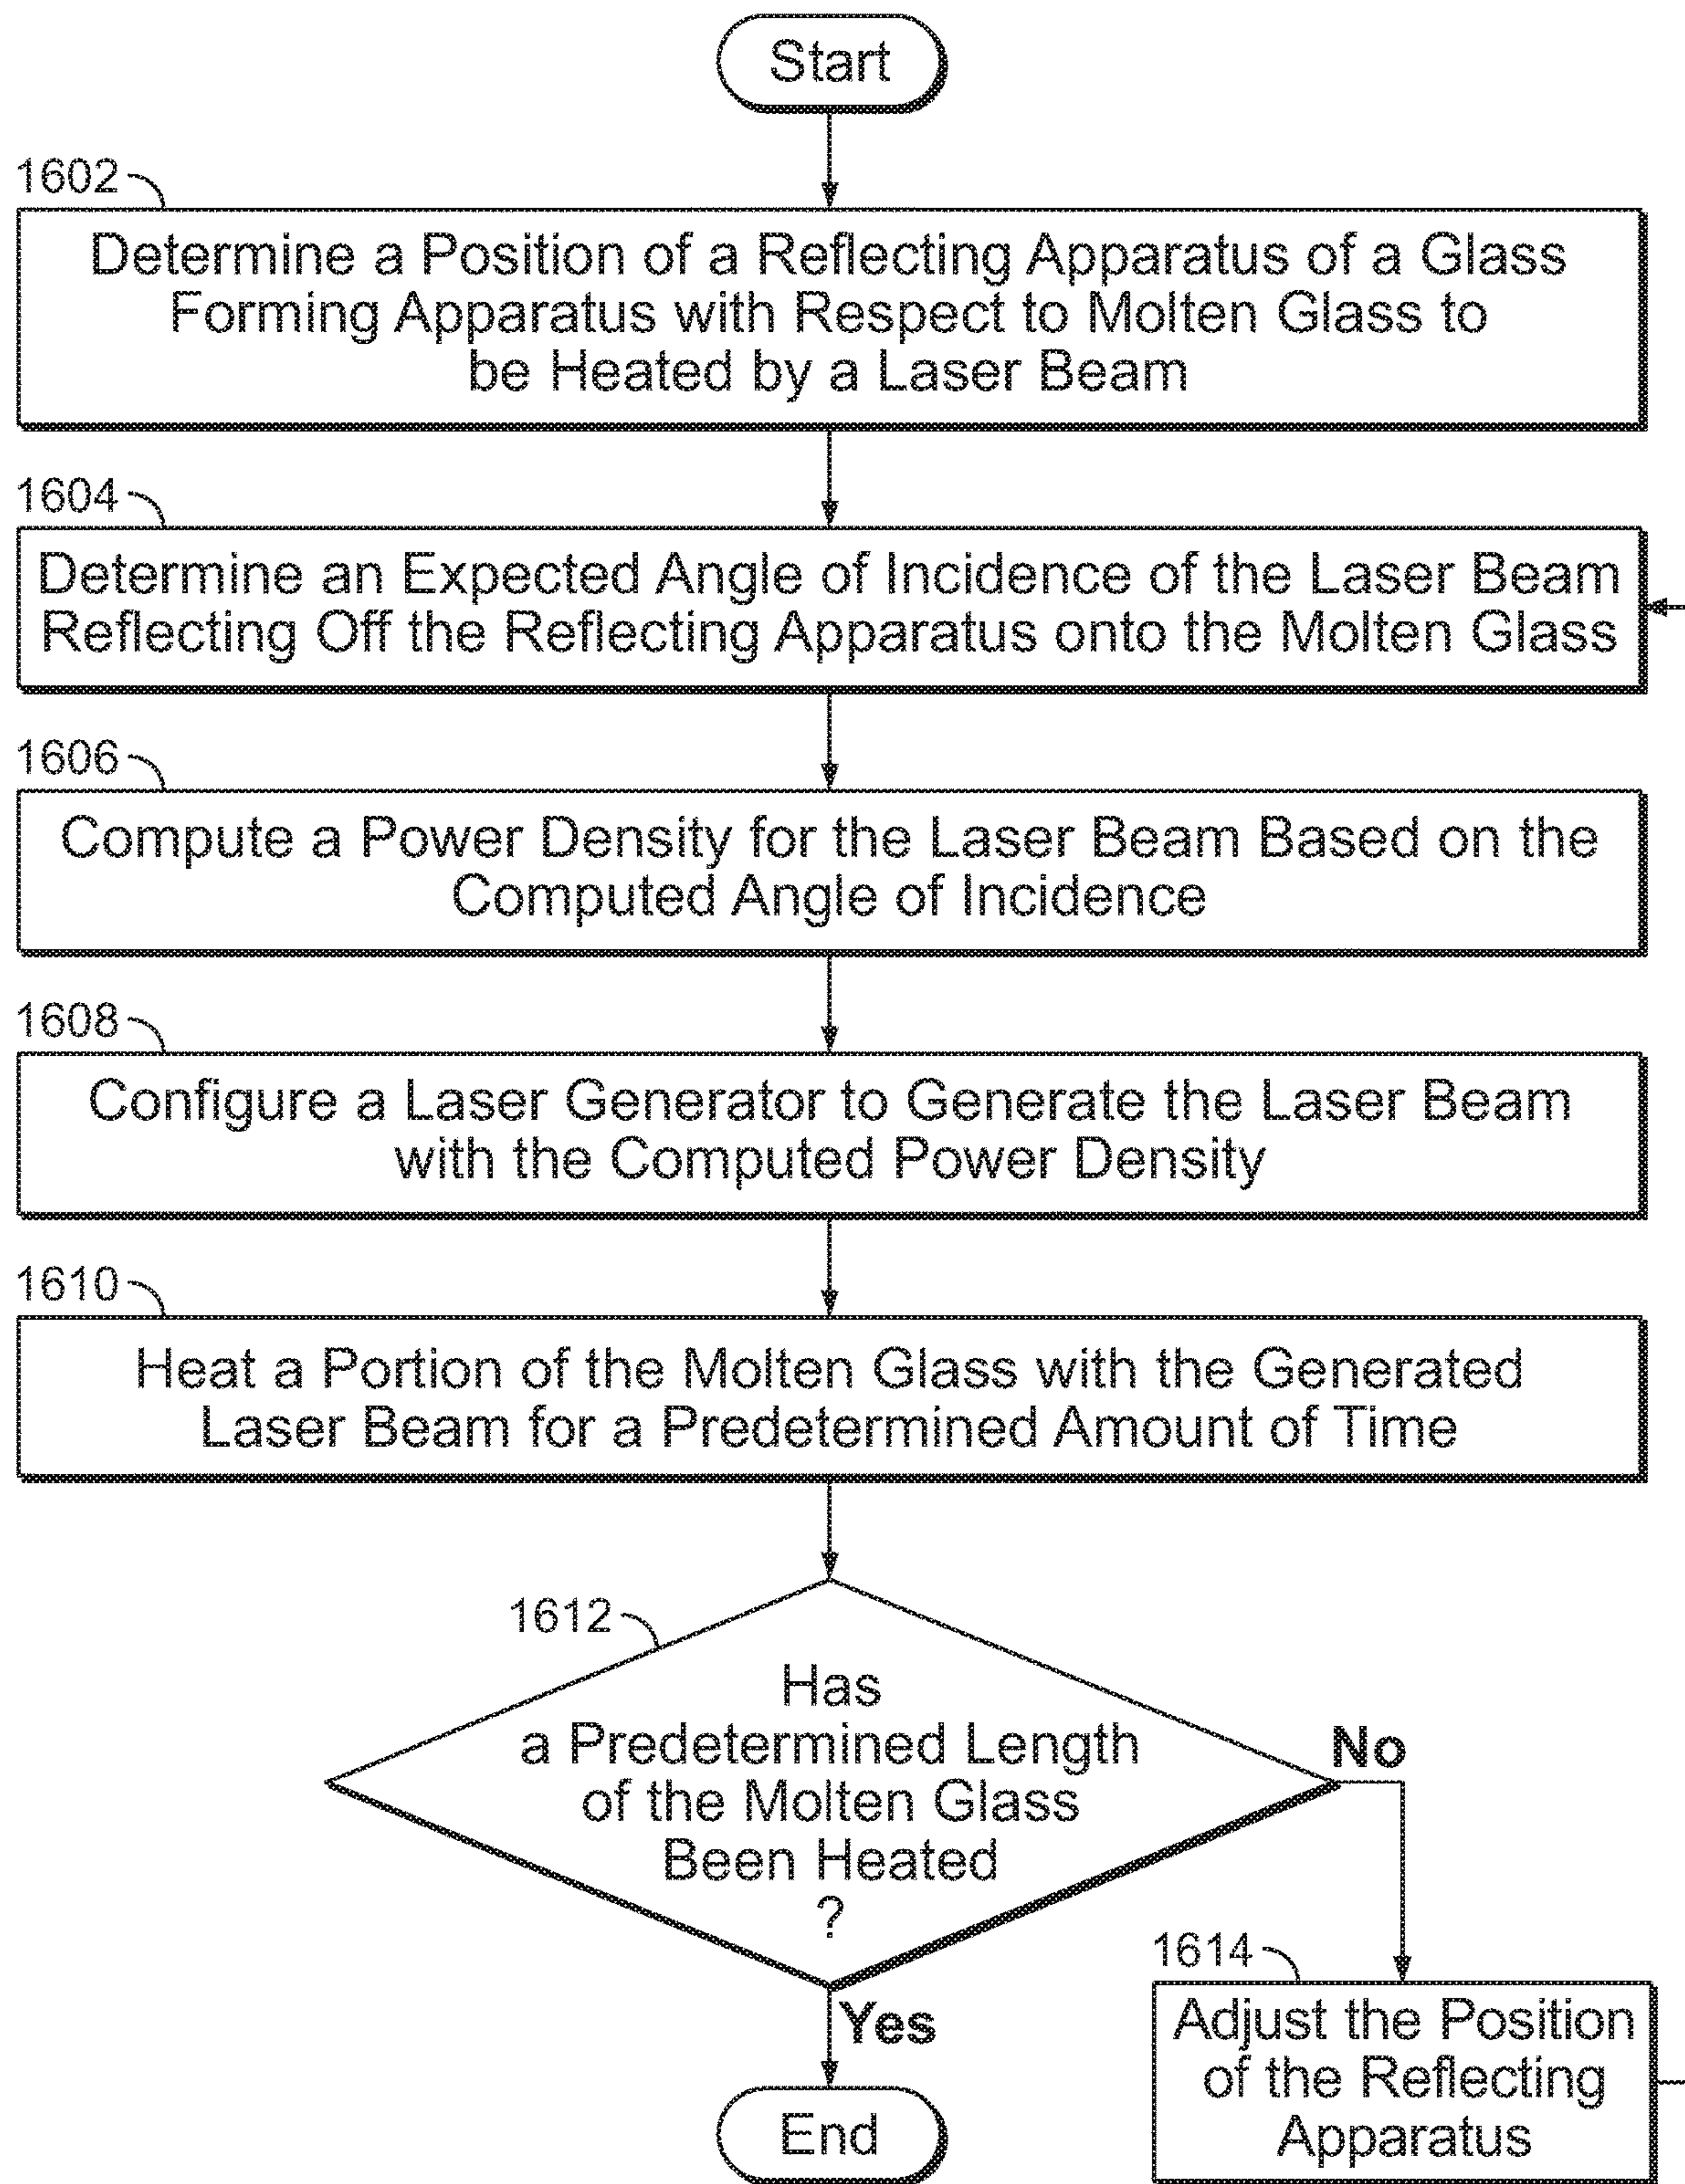 Start
1602
Determine a Position of a Reflecting Apparatus of a Glass
Forming Apparatus with Respect to Molten Glass to
be Heated by a Laser Beam
1604
Determine an Expected Angle of Incidence of the Laser Beam
Reflecting Off the Reflecting Apparatus onto the Molten Glass
1606
Compute a Power Density for the Laser Beam Based on the
Computed Angle of Incidence
1608
Configure a Laser Generator to Generate the Laser Beam
with the Computed Power Density
1610
Heat a Portion of the Molten Glass with the Generated
Laser Beam for a Predetermined Amount of Time
1612
Has
a Predetermined Length
of the Molten Glass
Been Heated
?
No
Yes
1614
Adjust the Position
of the Reflecting
Apparatus
End